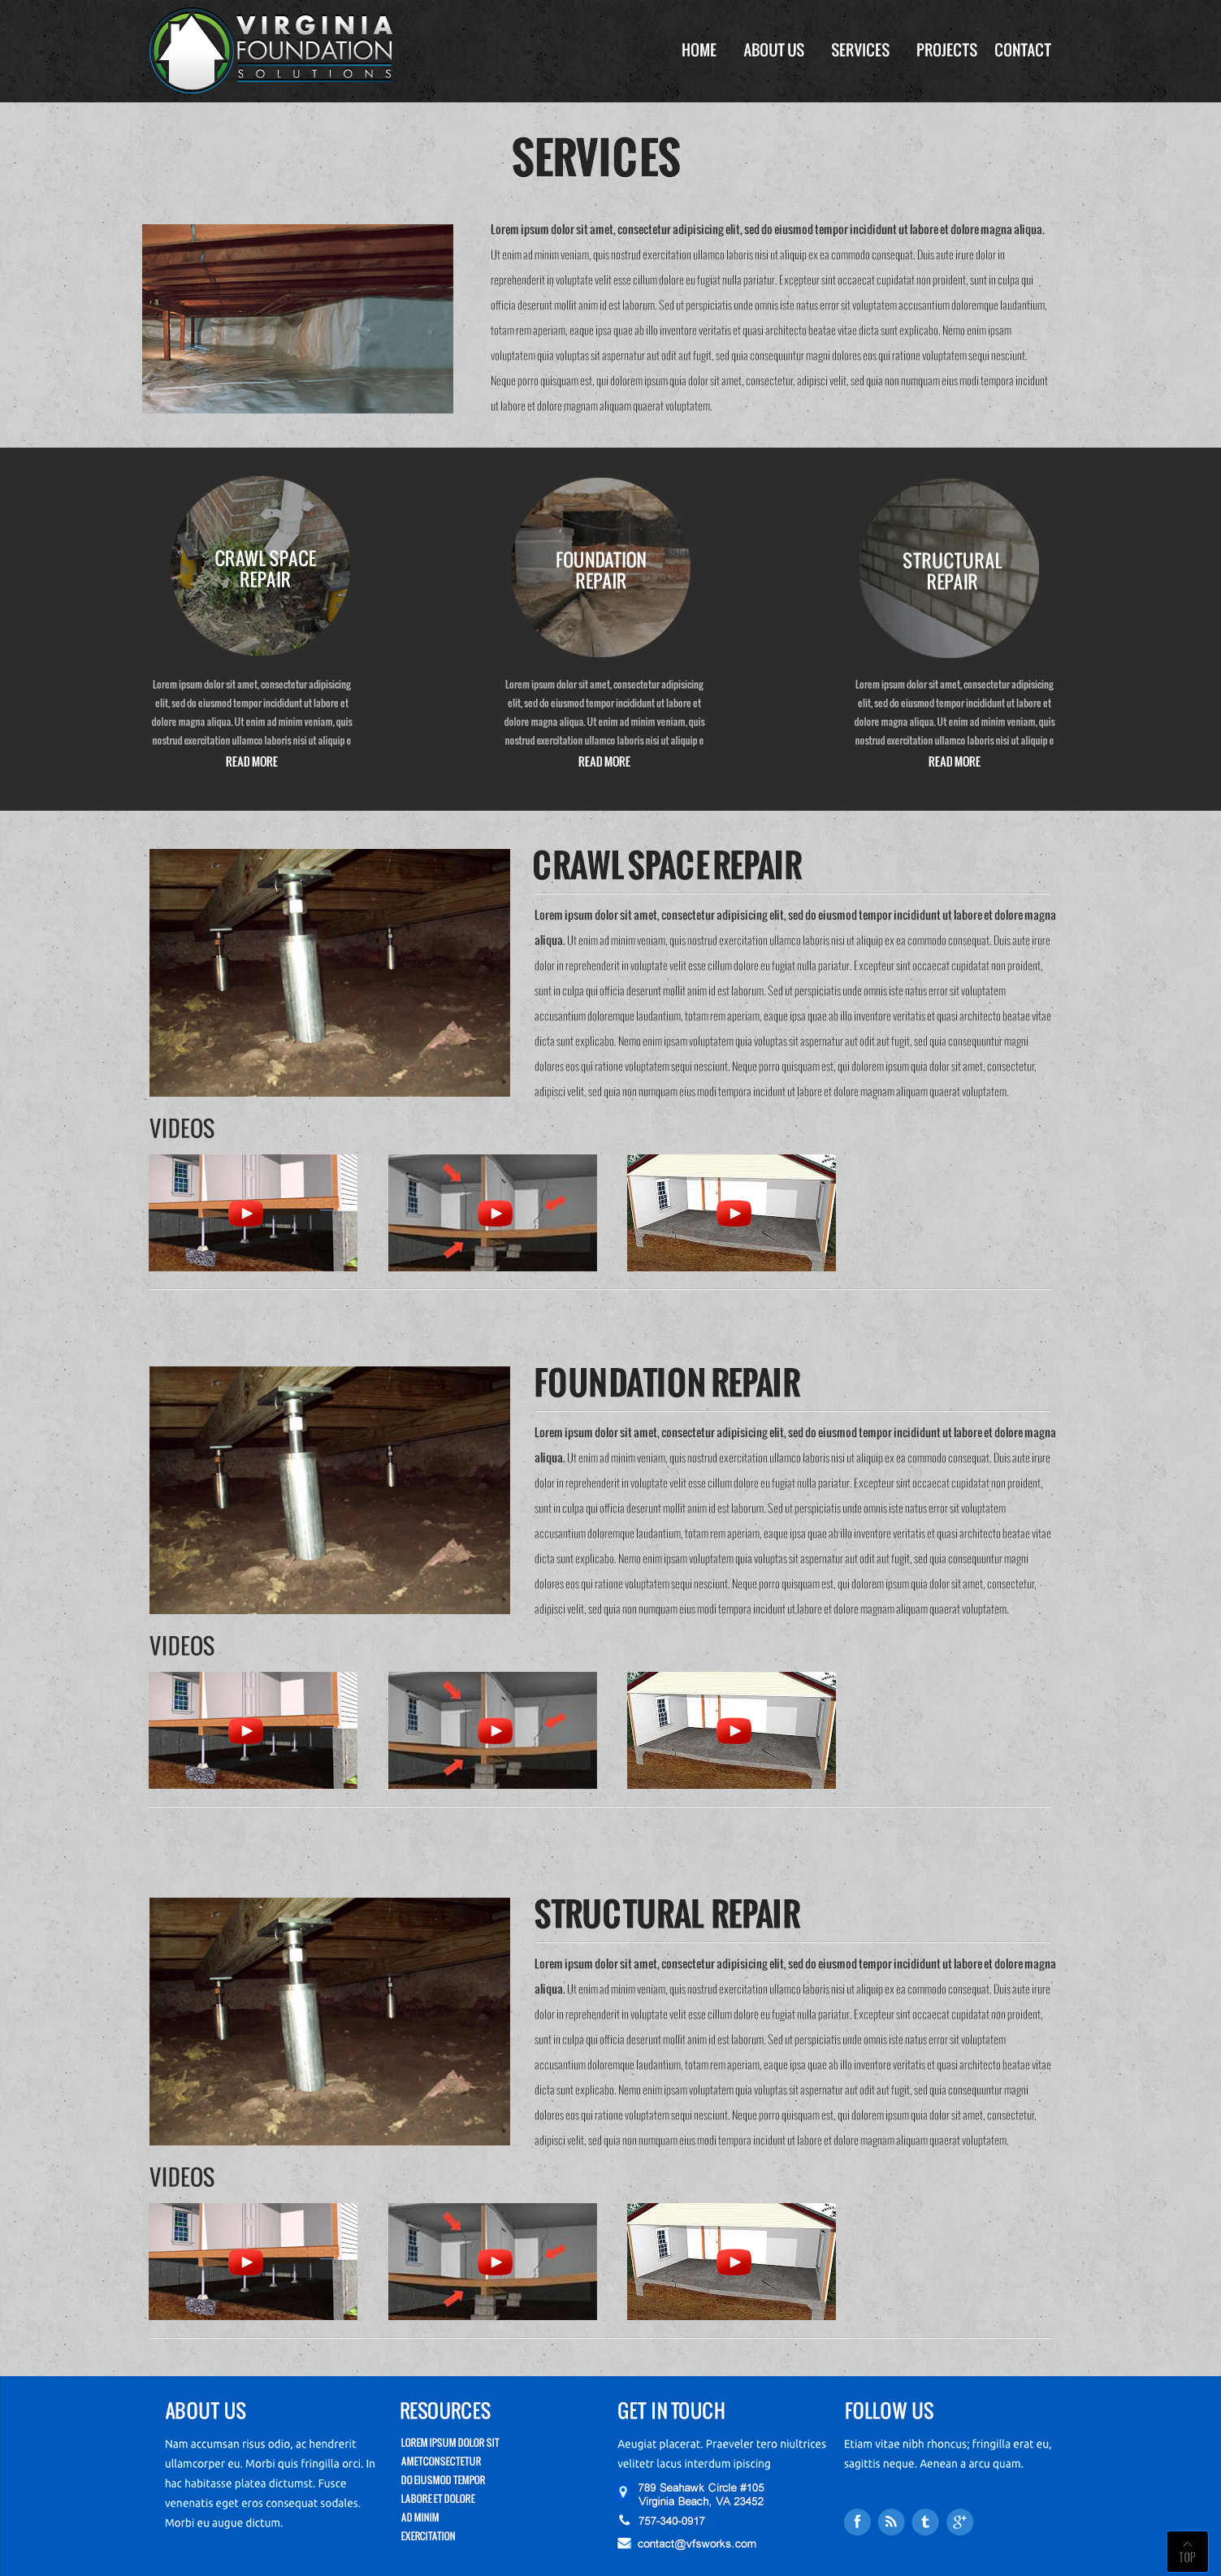 VIRGINIA
FOUNDATION
SOLUTIONS
HOME ABOUT US SERVICES PROJECTS CONTACT
SERVICES
Lorem ipsum dolor sit amet, consectetur adipisicing elit, sed do eiusmod tempor incididunt ut labore et dolore magna aliqua.
Ut enim ad minim veniam, quis nostrud exercitation ullamco laboris nisi ut aliquip ex ea commodo consequat. Duis aute irure dolor in
reprehenderit in voluptate velit esse cillum dolore eu fugiat nulla pariatur. Excepteur sint occaecat cupidatat non proident, sunt in culpa qui
officia deserunt mollit anim id est laborum. Sed ut perspiciatis unde omnis iste natus error sit voluptatem accusantium doloremque laudantium,
totam rem aperiam, eaque ipsa quae ab illo inventore veritatis et quasi architecto beatae vitae dicta sunt explicabo. Nemo enim ipsam
voluptatem quia voluptas sit aspernatur aut odit aut fugit, sed quia consequuntur magni dolores eos qui ratione voluptatem sequi nesciunt.
Neque porro quisquam est, qui dolorem ipsum quia dolor sit amet, consectetur, adipisci velit, sed quia non numquam eius modi tempora incidunt
ut labore et dolore magnam aliquam quaerat voluptatem.
CRAWL SPACE
REPAIR
Lorem ipsum dolor sit amet, consectetur adipisicing
elit, sed do eiusmod tempor incididunt ut labore et
dolore magna aliqua. Ut enim ad minim veniam, quis
nostrud exercitation ullamco laboris nisi ut aliquip e
READ MORE
FOUNDATION
REPAIR
Lorem ipsum dolor sit amet, consectetur adipisicing
elit, sed do eiusmod tempor incididunt ut labore et
dolore magna aliqua. Ut enim ad minim veniam, quis
nostrud exercitation ullamco laboris nisi ut aliquip e
READ MORE
STRUCTURAL
REPAIR
Lorem ipsum dolor sit amet, consectetur adipisicing
elit, sed do eiusmod tempor incididunt ut labore et
dolore magna aliqua. Ut enim ad minim veniam, quis
nostrud exercitation ullamco laboris nisi ut aliquip e
READ MORE
CRAWL SPACE REPAIR
Lorem ipsum dolor sit amet, consectetur adipisicing elit, sed do eiusmod tempor incididunt ut labore et dolore magna
aliqua. Ut enim ad minim veniam, quis nostrud exercitation ullamco laboris nisi ut aliquip ex ea commodo consequat. Duis aute irure
dolor in reprehenderit in voluptate velit esse cillum dolore eu fugiat nulla pariatur. Excepteur sint occaecat cupidatat non proident,
sunt in culpa qui officia deserunt mollit anim id est laborum. Sed ut perspiciatis unde omnis iste natus error sit voluptatem
accusantium doloremque laudantium, totam rem aperiam, eaque ipsa quae ab illo inventore veritatis et quasi architecto beatae vitae
dicta sunt explicabo. Nemo enim ipsam voluptatem quia voluptas sit aspernatur aut odit aut fugit, sed quia consequuntur magni
dolores eos qui ratione voluptatem sequi nesciunt. Neque porro quisquam est, qui dolorem ipsum quia dolor sit amet, consectetur,
adipisci velit, sed quia non numquam eius modi tempora incidunt ut labore et dolore magnam aliquam quaerat voluptatem.
VIDEOS
FOUNDATION REPAIR
Lorem ipsum dolor sit amet, consectetur adipisicing elit, sed do eiusmod tempor incididunt ut labore et dolore magna
aliqua. Ut enim ad minim veniam, quis nostrud exercitation ullamco laboris nisi ut aliquip ex ea commodo consequat. Duis aute irure
dolor in reprehenderit in voluptate velit esse cillum dolore eu fugiat nulla pariatur. Excepteur sint occaecat cupidatat non proident,
sunt in culpa qui officia deserunt mollit anim id est laborum. Sed ut perspiciatis unde omnis iste natus error sit voluptatem
accusantium doloremque laudantium, totam rem aperiam, eaque ipsa quae ab illo inventore veritatis et quasi architecto beatae vitae
dicta sunt explicabo. Nemo enim ipsam voluptatem quia voluptas sit aspernatur aut odit aut fugit, sed quia consequuntur magni
dolores eos qui ratione voluptatem sequi nesciunt. Neque porro quisquam est, qui dolorem ipsum quia dolor sit amet, consectetur,
adipisci velit, sed quia non numquam eius modi tempora incidunt ut labore et dolore magnam aliquam quaerat voluptatem.
VIDEOS
STRUCTURAL REPAIR
Lorem ipsum dolor sit amet, consectetur adipisicing elit, sed do eiusmod tempor incididunt ut labore et dolore magna
aliqua. Ut enim ad minim veniam, quis nostrud exercitation ullamco laboris nisi ut aliquip ex ea commodo consequat. Duis aute irure
dolor in reprehenderit in voluptate velit esse cillum dolore eu fugiat nulla pariatur. Excepteur sint occaecat cupidatat non proident,
sunt in culpa qui officia deserunt mollit anim id est laborum. Sed ut perspiciatis unde omnis iste natus error sit voluptatem
accusantium doloremque laudantium, totam rem aperiam, eaque ipsa quae ab illo inventore veritatis et quasi architecto beatae vitae
dicta sunt explicabo. Nemo enim ipsam voluptatem quia voluptas sit aspernatur aut odit aut fugit, sed quia consequuntur magni
dolores eos qui ratione voluptatem sequi nesciunt. Neque porro quisquam est, qui dolorem ipsum quia dolor sit amet, consectetur,
adipisci velit, sed quia non numquam eius modi tempora incidunt ut labore et dolore magnam aliquam quaerat voluptatem.
VIDEOS
ABOUT US
Nam accumsan risus odio, ac hendrerit
ullamcorper eu. Morbi quis fringilla orci. In
hac habitasse platea dictumst. Fusce
venenatis eget eros consequat sodales.
Morbi eu augue dictum.
RESOURCES
LOREM IPSUM DOLOR SIT
AMETCONSECTETUR
DO EIUSMOD TEMPOR
LABORE ET DOLORE
AD MINIM
EXERCITATION
GET IN TOUCH
Aeugiat placerat. Praeveler tero niultrices
velitetr lacus interdum ipiscing
789 Seahawk Circle #105
Virginia Beach, VA 23452
757-340-0917
contact@vfsworks.com
FOLLOW US
Etiam vitae nibh rhoncus; fringilla erat eu,
sagittis neque. Aenean a arcu quam.
TOP